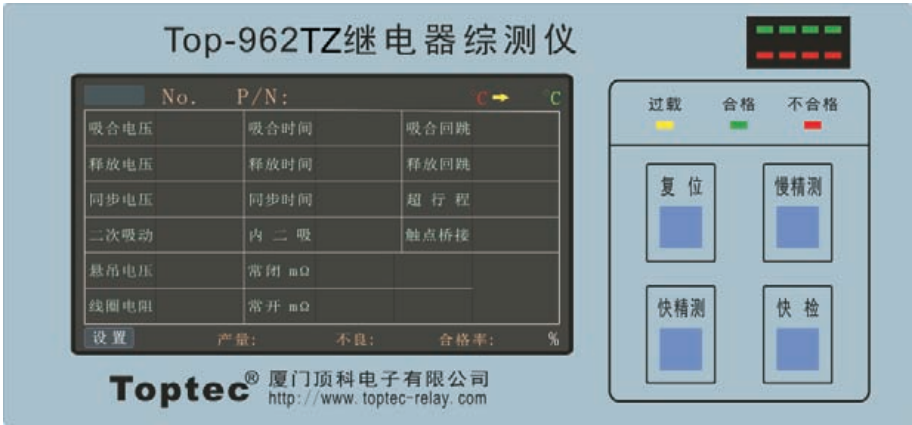 Top-962TZ继电器综测仪
No. P/N: °C °C
吸合电压 吸合时间 吸合回跳
释放电压 释放时间 释放回跳
同步电压 同步时间 超行程
二次吸动 内二吸 触点桥接
悬吊电压 常闭 mΩ
线圈电阻 常开 mΩ
设置 产量: 不良: 合格率: %
Toptec® 厦门顶科电子有限公司
http://www.toptec-relay.com
过载 合格 不合格
复位 慢精测
快精测 快检